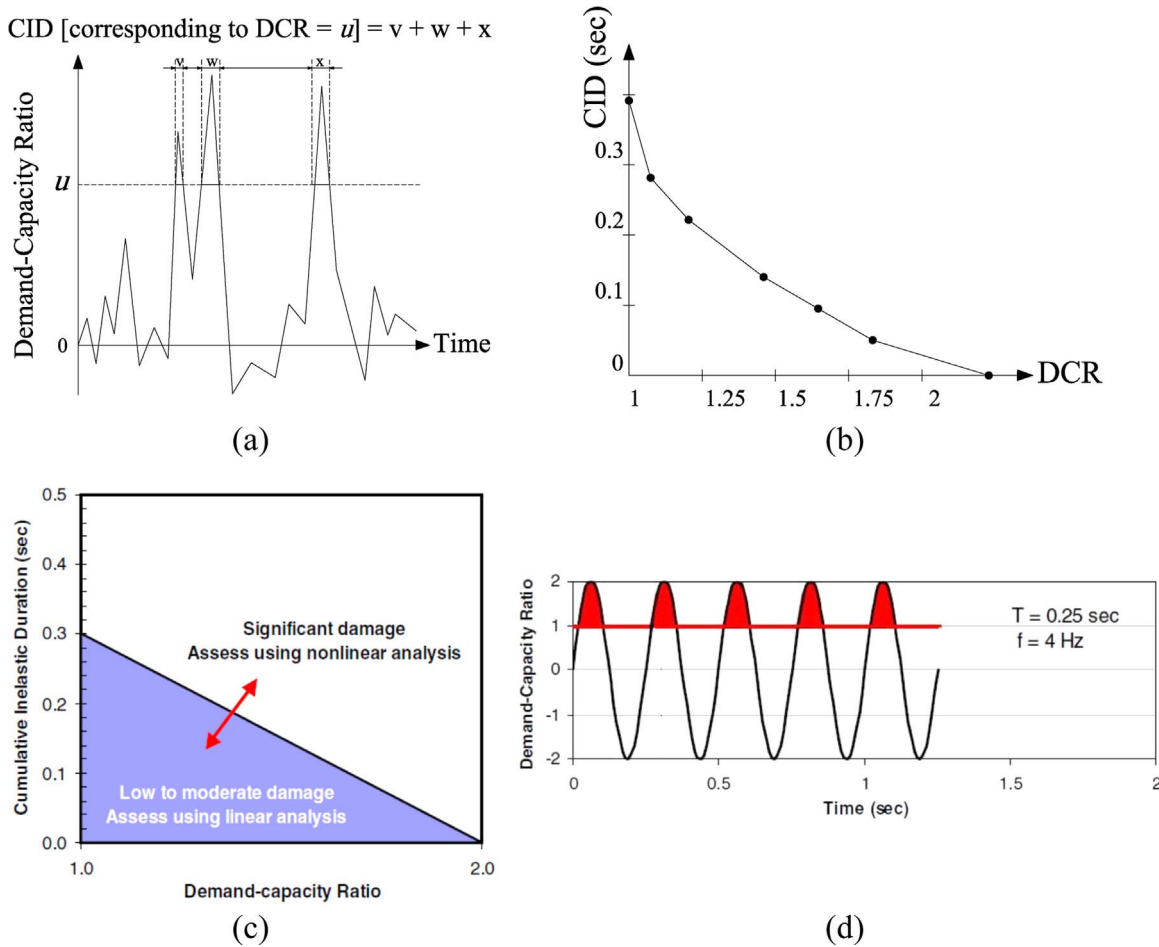 CID [corresponding to DCR = u] = v + w + x
v
w
x
Demand-Capacity Ratio
u
0
Time
(a)
CID (sec)
0.3
0.2
0.1
0
1
1.25
1.5
1.75
2
DCR
(b)
Cumulative Inelastic Duration (sec)
0.5
0.4
0.3
0.2
0.1
0.0
Significant damage
Assess using nonlinear analysis
Low to moderate damage
Assess using linear analysis
1.0
2.0
Demand-capacity Ratio
(c)
Demand-Capacity Ratio
2
1
0
-1
-2
T = 0.25 sec
f = 4 Hz
0
0.5
1
1.5
2
Time (sec)
(d)